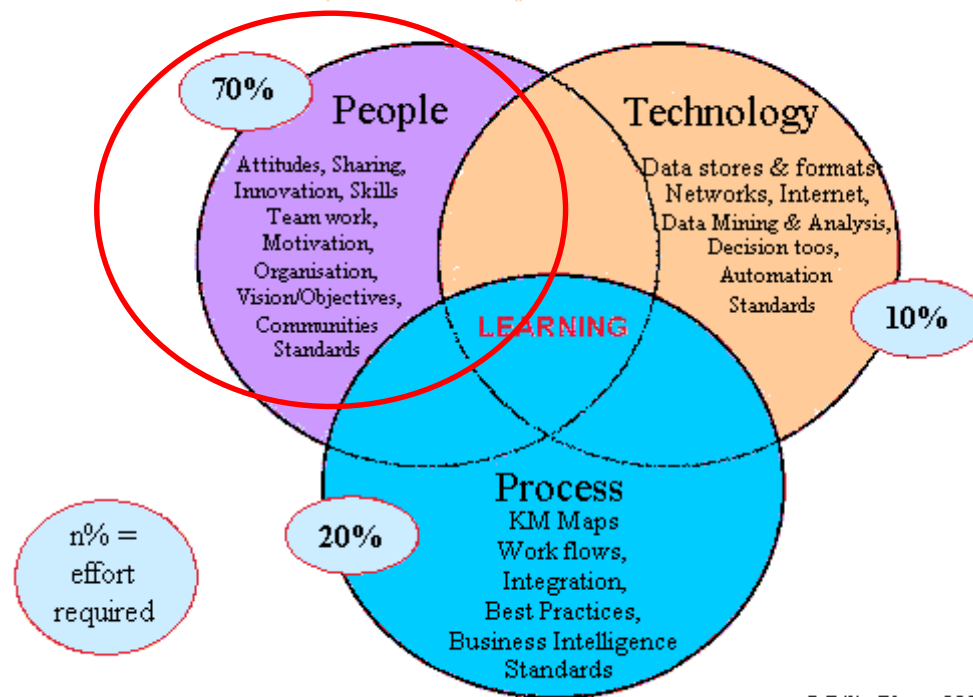 70%
People
Attitudes, Sharing,
Innovation, Skills
Team work,
Motivation,
Organisation,
Vision/Objectives,
Communities
Standards
Technology
Data stores & formats
Networks, Internet,
Data Mining & Analysis,
Decision toos,
Automation
Standards
10%
LEARNING
Process
KM Maps
Work flows,
Integration,
Best Practices,
Business Intelligence
Standards
20%
n% =
effort
required